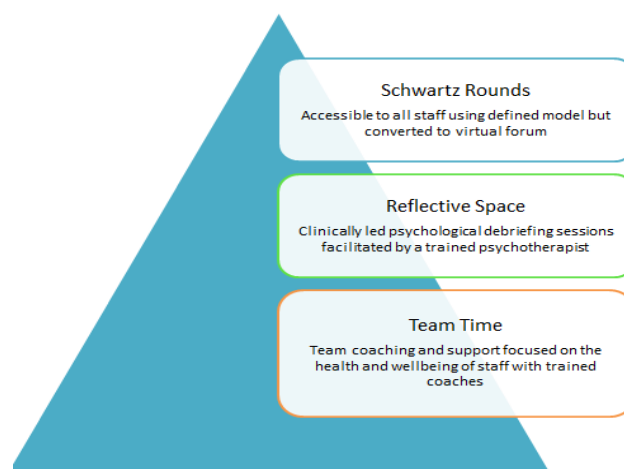 Schwartz Rounds
Accessible to all staff using defined model but
converted to virtual forum
Reflective Space
Clinically led psychological debriefing sessions
facilitated by a trained psychotherapist
Team Time
Team coaching and support focused on the
health and wellbeing of staff with trained
coaches